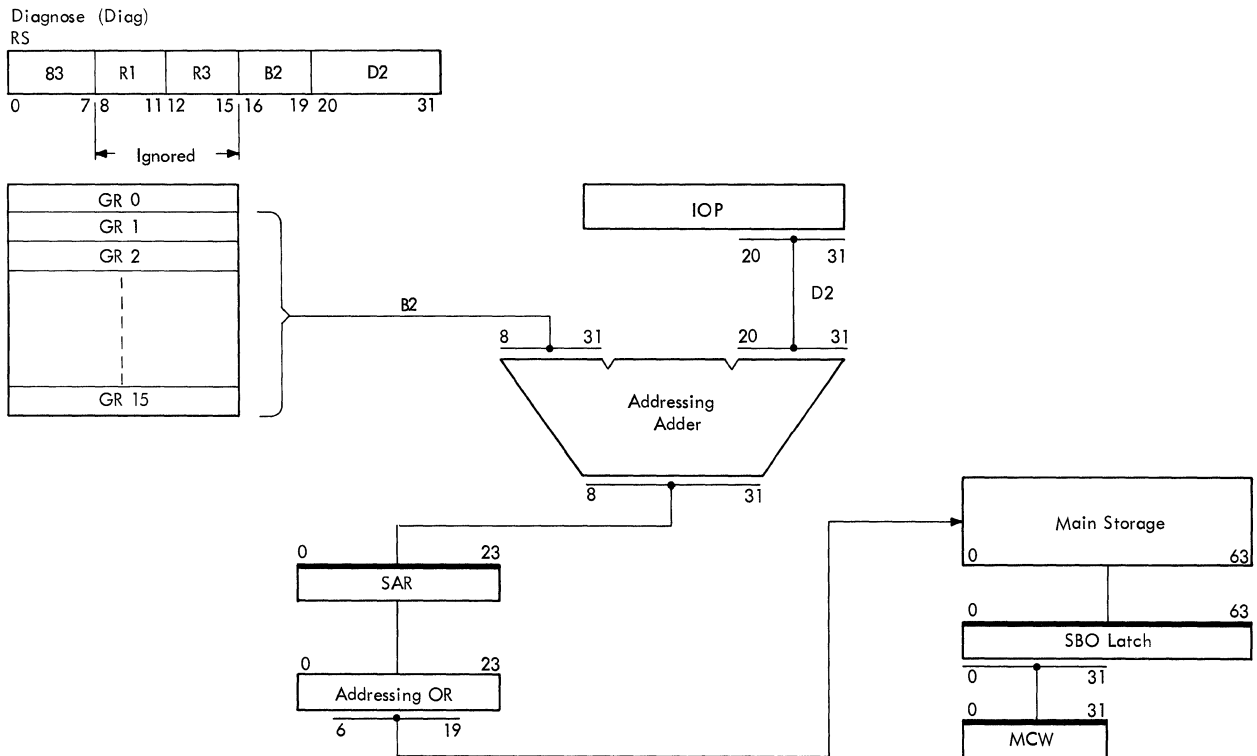 Diagnose (Diag)
RS
83 R1 R3 B2 D2
0 7 8 11 12 15 16 19 20 31
Ignored
GR 0
GR 1
GR 2
GR 15
IOP
20 31
D2
B2
8 31 20 31
Addressing
Adder
8 31
0 23
SAR
0 23
Addressing OR
6 19
Main Storage
0 63
0 63
SBO Latch
0 31
0 31
MCW